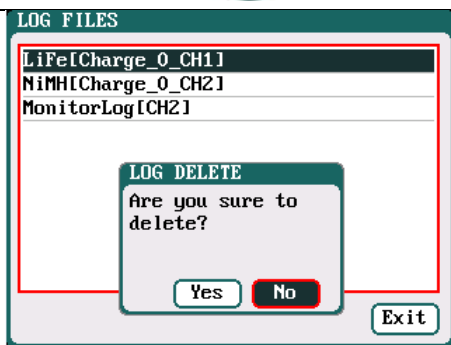 LOG FILES
LiFe[Charge_0_CH1]
NiMH[Charge_0_CH2]
MonitorLog[CH2]
LOG DELETE
Are you sure to
delete?
Yes No
Exit